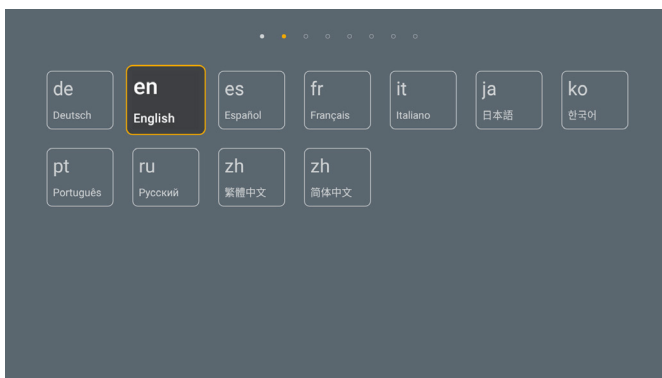 de
Deutsch
en
English
es
Español
fr
Français
it
Italiano
ja
日本語
ko
한국어
pt
Português
ru
Русский
zh
繁體中文
zh
简体中文